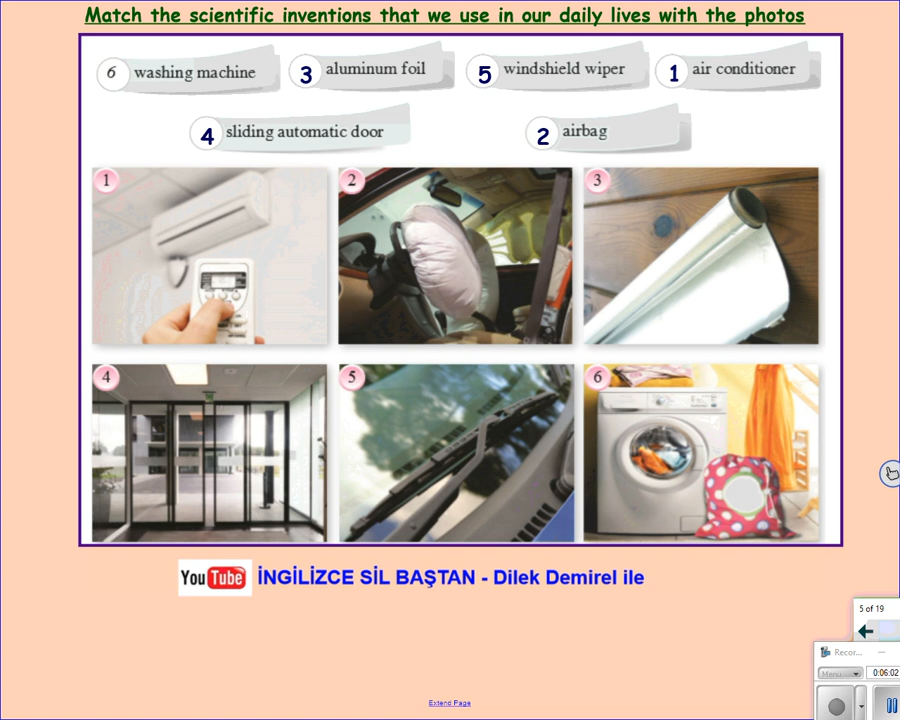 Match the scientific inventions that we use in our daily lives with the photos
6 washing machine
3 aluminum foil
5 windshield wiper
1 air conditioner
4 sliding automatic door
2 airbag
1
2
3
4
5
6
YouTube İNGİLİZCE SİL BAŞTAN - Dilek Demirel ile
5 of 19
Recor...
Menu
0:06:02
Extend Page